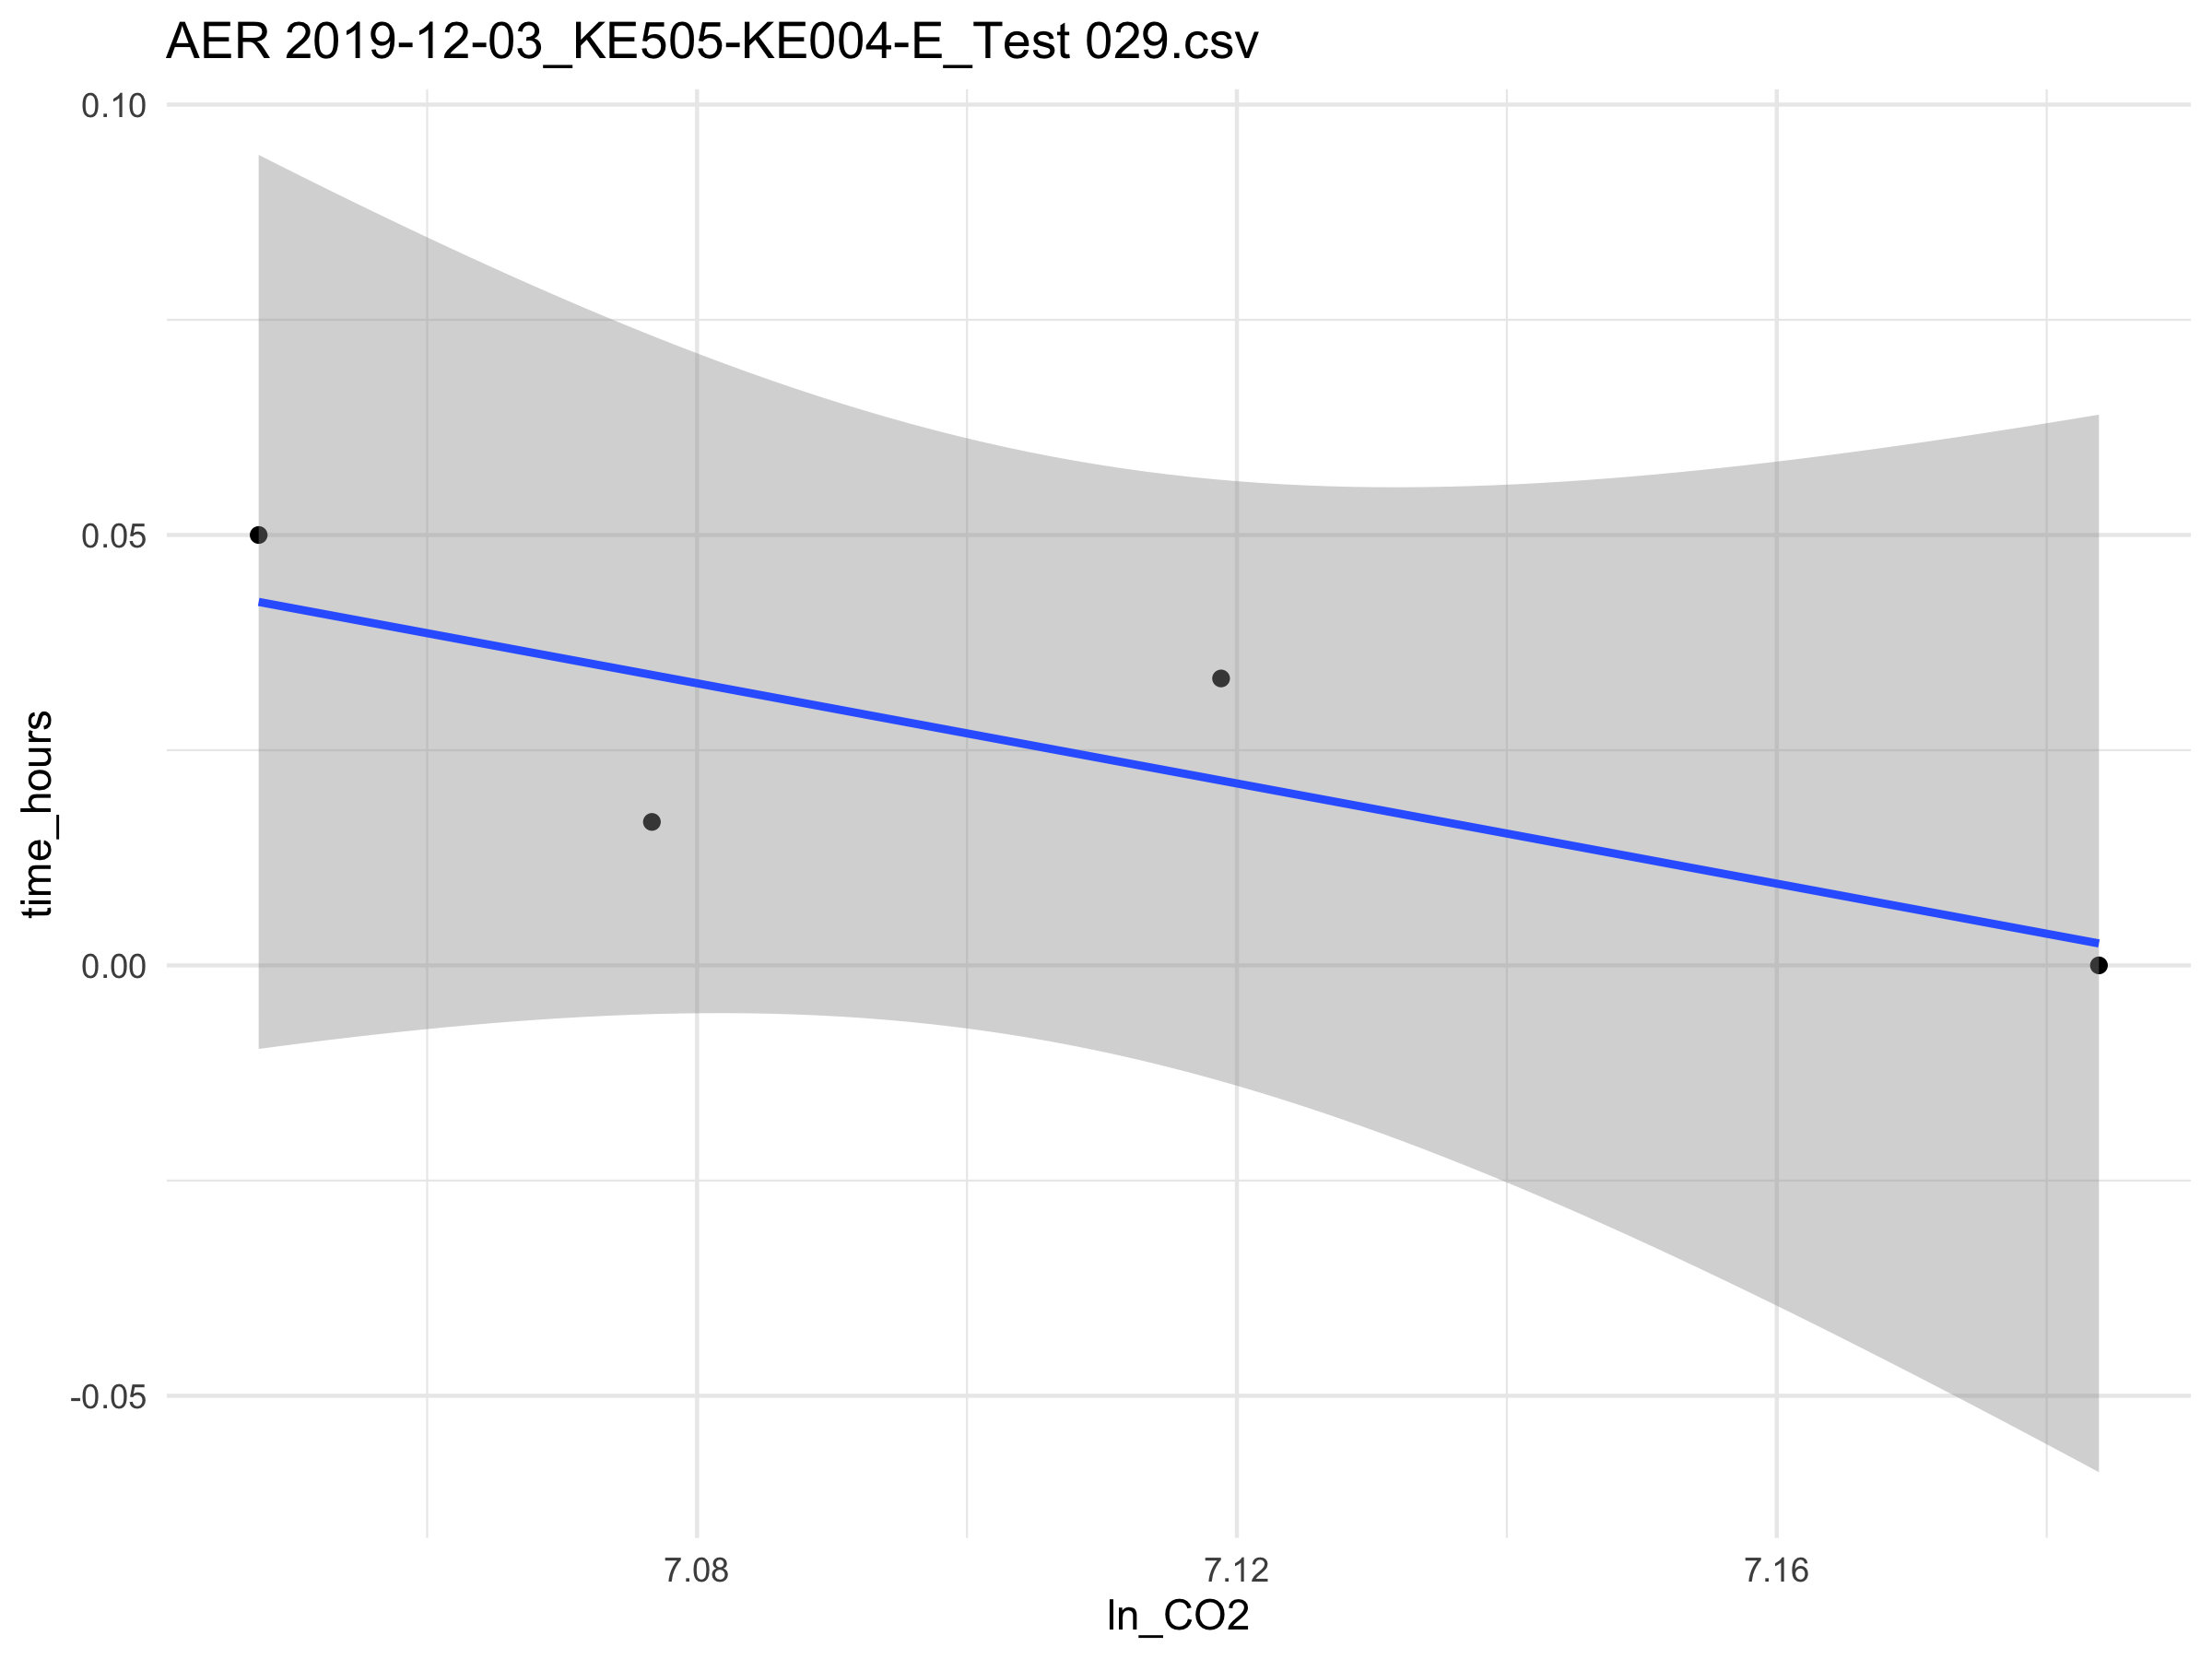 AER 2019-12-03_KE505-KE004-E_Test 029.csv
0.10
0.05
0.00
-0.05
time_hours
7.08 7.12 7.16
ln_CO2